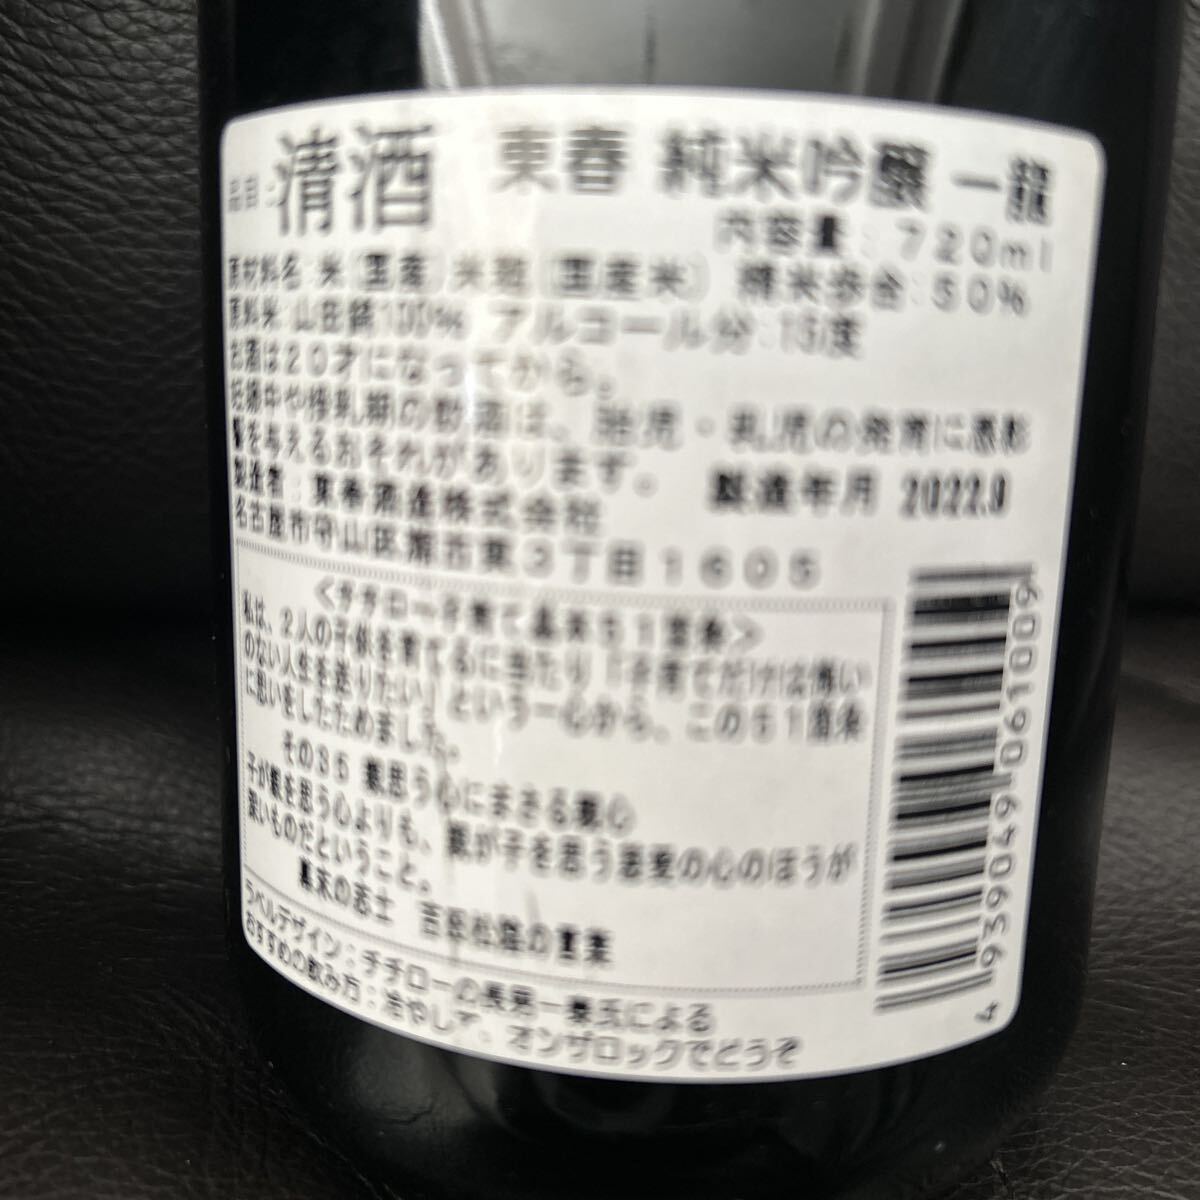 品目:清酒 東春 純米吟醸 一龍
内容量:720ml
原材料名:米(国産)米麹(国産米) 精米歩合:50%
原料米:山田錦100% アルコール分:15度
お酒は20才になってから。
妊娠中や授乳期の飲酒は、胎児・乳児の発育に悪影
響を与えるおそれがあります。
製造年月 2022.9
製造者:東春酒造株式会社
名古屋市守山区瀬古東3丁目1605
<チチロー子育て基本51箇条>
私は、2人の子供を育てるに当たり「子育てだけは悔い
のない人生を送りたい」という一心から、この51箇条
に思いをしたためました。
その35 親思う心にまさる親心
子が親を思う心よりも、親が子を思う慈愛の心のほうが
深いものだということ。
幕末の志士 吉田松陰の言葉
ラベルデザイン:チチローの長男一泰氏による
おすすめの飲み方:冷やして、オンザロックでどうぞ
4939049061009